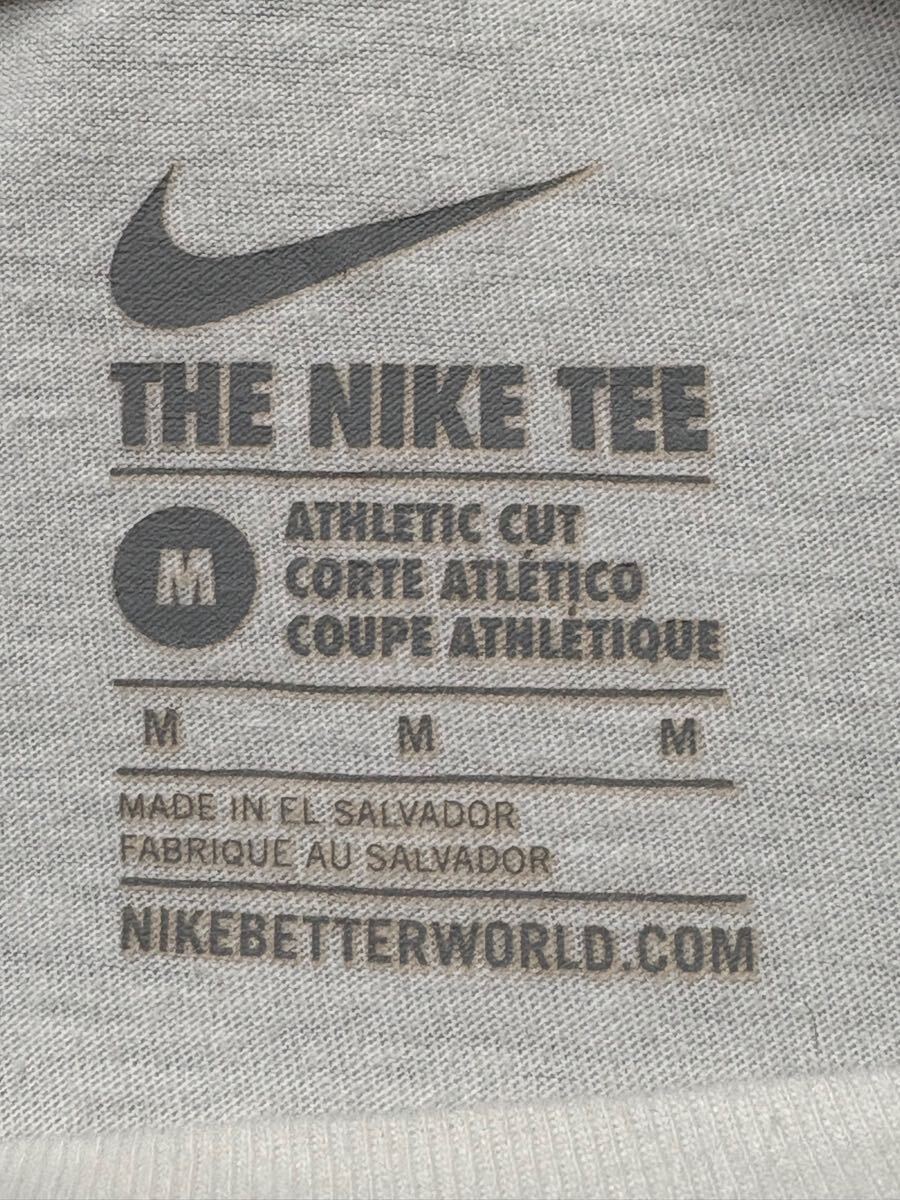 THE NIKE TEE
M
ATHLETIC CUT
CORTE ATLÉTICO
COUPE ATHLÉTIQUE
M M M
MADE IN EL SALVADOR
FABRIQUE AU SALVADOR
NIKEBETTERWORLD.COM